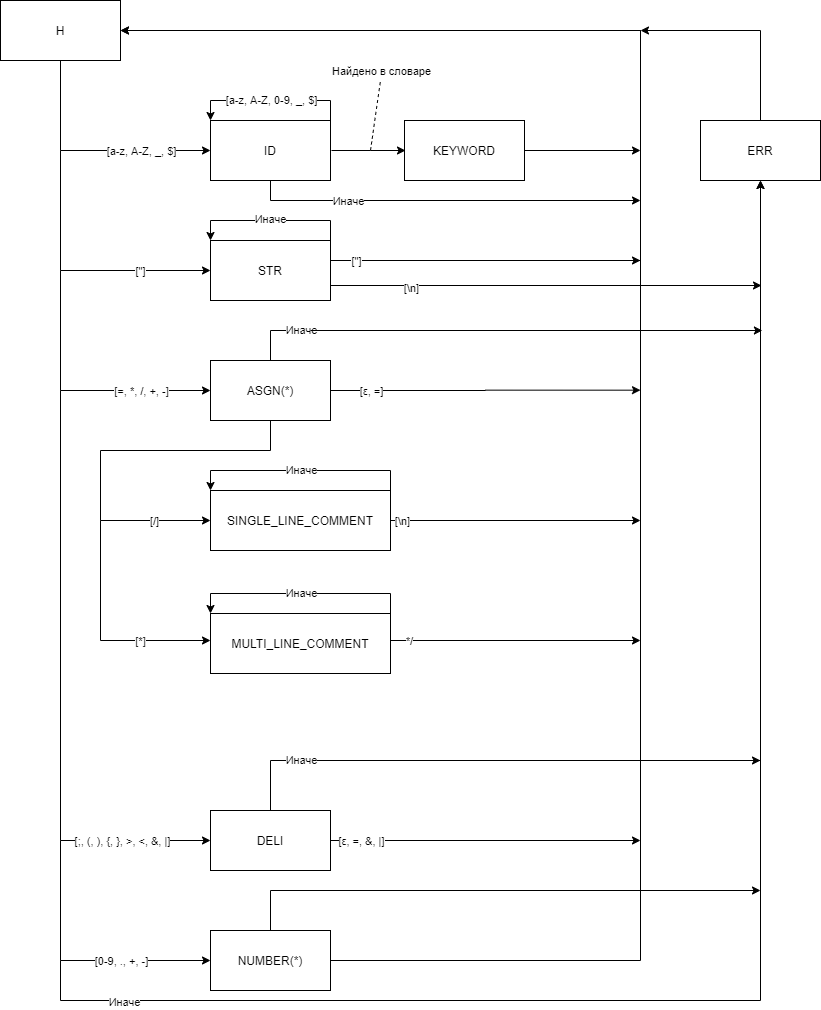 H
Найдено в словаре
[a-z, A-Z, 0-9, _, $]
[a-z, A-Z, _, $]
ID
KEYWORD
ERR
Иначе
Иначе
["]
STR
["]
[\n]
Иначе
[=, *, /, +, -]
ASGN(*)
[ε, =]
Иначе
[/]
SINGLE_LINE_COMMENT
[\n]
Иначе
[*]
MULTI_LINE_COMMENT
*/
Иначе
[;, (, ), {, }, >, <, &, |]
DELI
[ε, =, &, |]
[0-9, ., +, -]
NUMBER(*)
Иначе